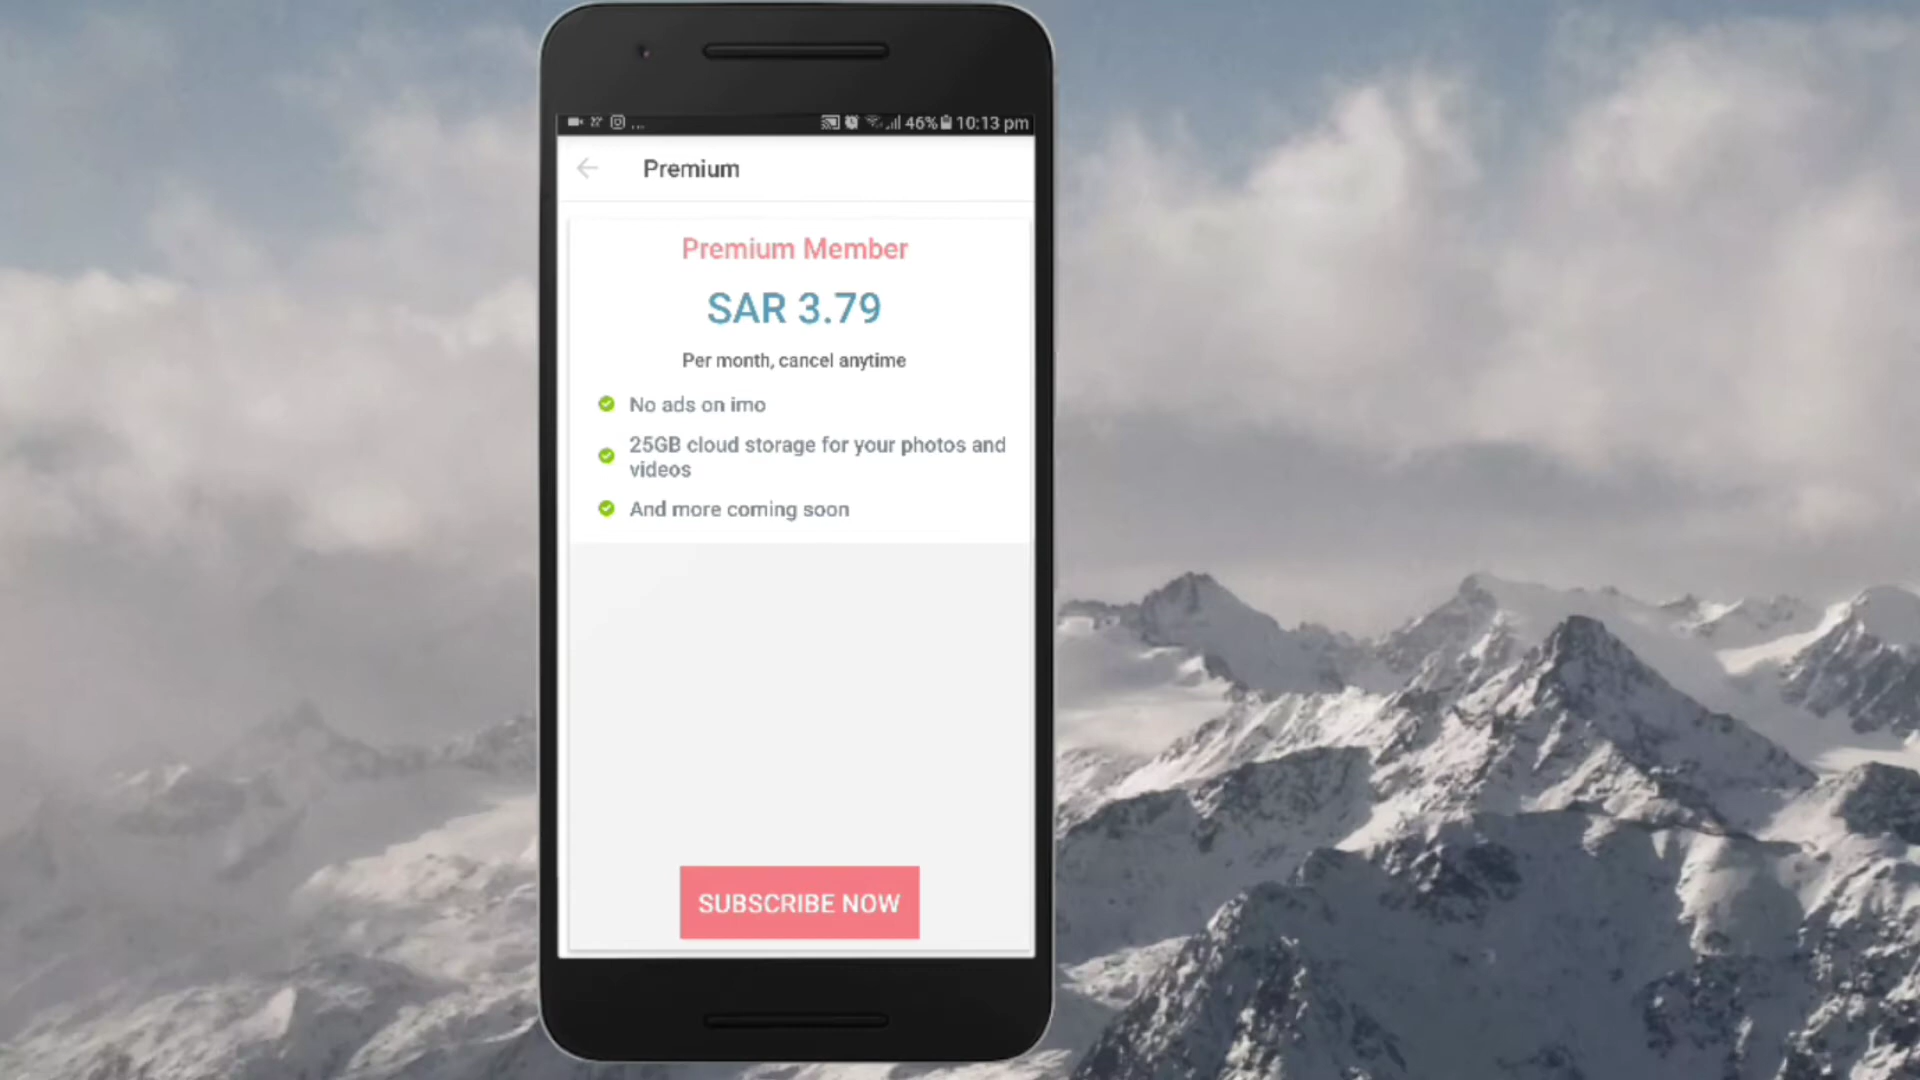 46% 10:13 pm
Premium
Premium Member
SAR 3.79
Per month, cancel anytime
No ads on imo
25GB cloud storage for your photos and
videos
And more coming soon
SUBSCRIBE NOW